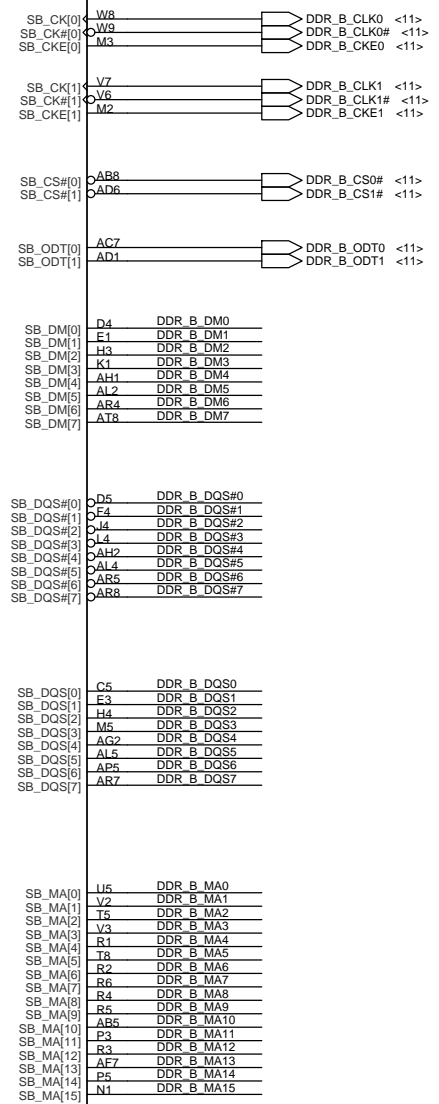 SB_CK[0] W8 DDR_B_CLK0 <11>
SB_CK#[0] W9 DDR_B_CLK0# <11>
SB_CKE[0] M3 DDR_B_CKE0 <11>
SB_CK[1] V7 DDR_B_CLK1 <11>
SB_CK#[1] V6 DDR_B_CLK1# <11>
SB_CKE[1] M2 DDR_B_CKE1 <11>
SB_CS#[0] AB8 DDR_B_CS0# <11>
SB_CS#[1] AD6 DDR_B_CS1# <11>
SB_ODT[0] AC7 DDR_B_ODT0 <11>
SB_ODT[1] AD1 DDR_B_ODT1 <11>
SB_DM[0] D4 DDR_B_DM0
SB_DM[1] E1 DDR_B_DM1
SB_DM[2] H3 DDR_B_DM2
SB_DM[3] K1 DDR_B_DM3
SB_DM[4] AH1 DDR_B_DM4
SB_DM[5] AL2 DDR_B_DM5
SB_DM[6] AR4 DDR_B_DM6
SB_DM[7] AT8 DDR_B_DM7
SB_DQS#[0] D5 DDR_B_DQS#0
SB_DQS#[1] F4 DDR_B_DQS#1
SB_DQS#[2] J4 DDR_B_DQS#2
SB_DQS#[3] L4 DDR_B_DQS#3
SB_DQS#[4] AH2 DDR_B_DQS#4
SB_DQS#[5] AL4 DDR_B_DQS#5
SB_DQS#[6] AR5 DDR_B_DQS#6
SB_DQS#[7] AR8 DDR_B_DQS#7
SB_DQS[0] C5 DDR_B_DQS0
SB_DQS[1] E3 DDR_B_DQS1
SB_DQS[2] H4 DDR_B_DQS2
SB_DQS[3] M5 DDR_B_DQS3
SB_DQS[4] AG2 DDR_B_DQS4
SB_DQS[5] AL5 DDR_B_DQS5
SB_DQS[6] AP5 DDR_B_DQS6
SB_DQS[7] AR7 DDR_B_DQS7
SB_MA[0] U5 DDR_B_MA0
SB_MA[1] V2 DDR_B_MA1
SB_MA[2] T5 DDR_B_MA2
SB_MA[3] V3 DDR_B_MA3
SB_MA[4] R1 DDR_B_MA4
SB_MA[5] T8 DDR_B_MA5
SB_MA[6] R2 DDR_B_MA6
SB_MA[7] R6 DDR_B_MA7
SB_MA[8] R4 DDR_B_MA8
SB_MA[9] R5 DDR_B_MA9
SB_MA[10] AB5 DDR_B_MA10
SB_MA[11] P3 DDR_B_MA11
SB_MA[12] R3 DDR_B_MA12
SB_MA[13] AF7 DDR_B_MA13
SB_MA[14] P5 DDR_B_MA14
SB_MA[15] N1 DDR_B_MA15